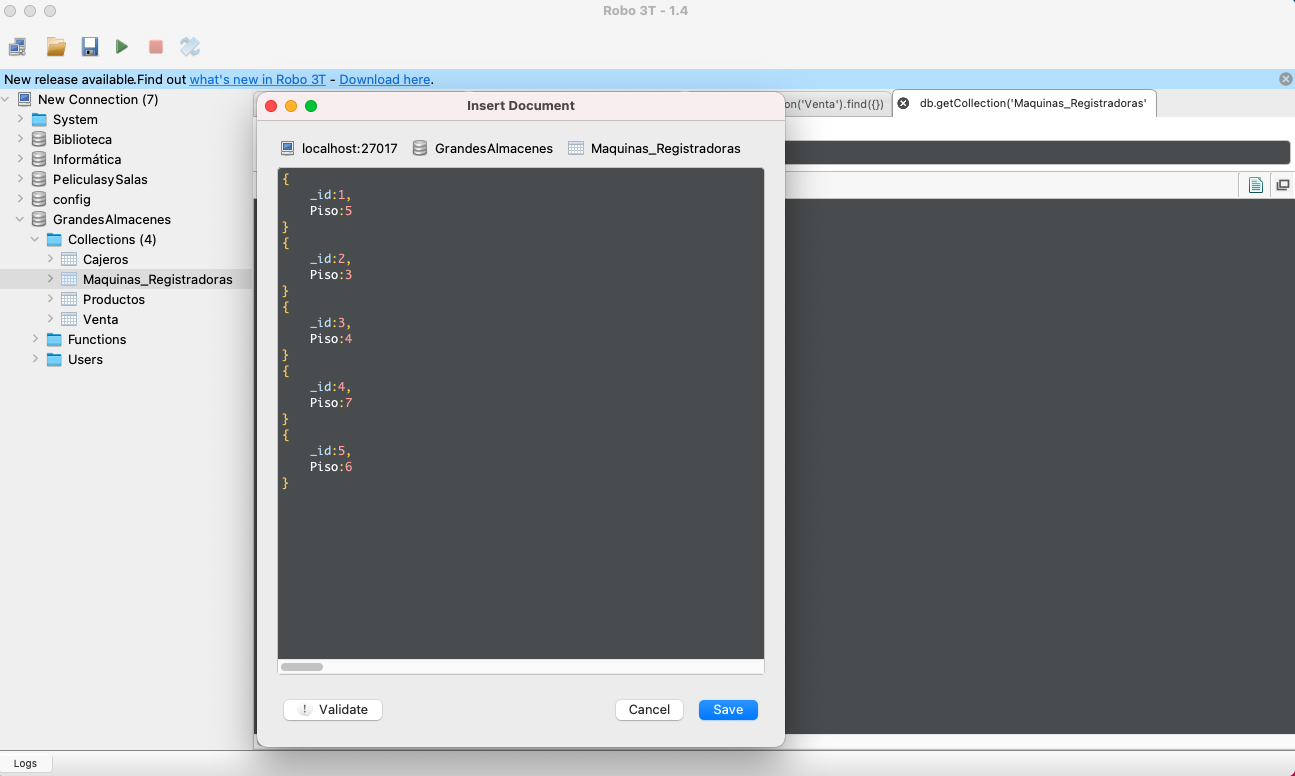 Robo 3T - 1.4
New release available.Find out what's new in Robo 3T - Download here.
New Connection (7)
System
Biblioteca
Informática
PeliculasySalas
config
GrandesAlmacenes
Collections (4)
Cajeros
Maquinas_Registradoras
Productos
Venta
Functions
Users
on('Venta').find({})
db.getCollection('Maquinas_Registradoras'
Insert Document
localhost:27017 GrandesAlmacenes Maquinas_Registradoras
{
_id:1,
Piso:5
}
{
_id:2,
Piso:3
}
{
_id:3,
Piso:4
}
{
_id:4,
Piso:7
}
{
_id:5,
Piso:6
}
! Validate
Cancel
Save
Logs